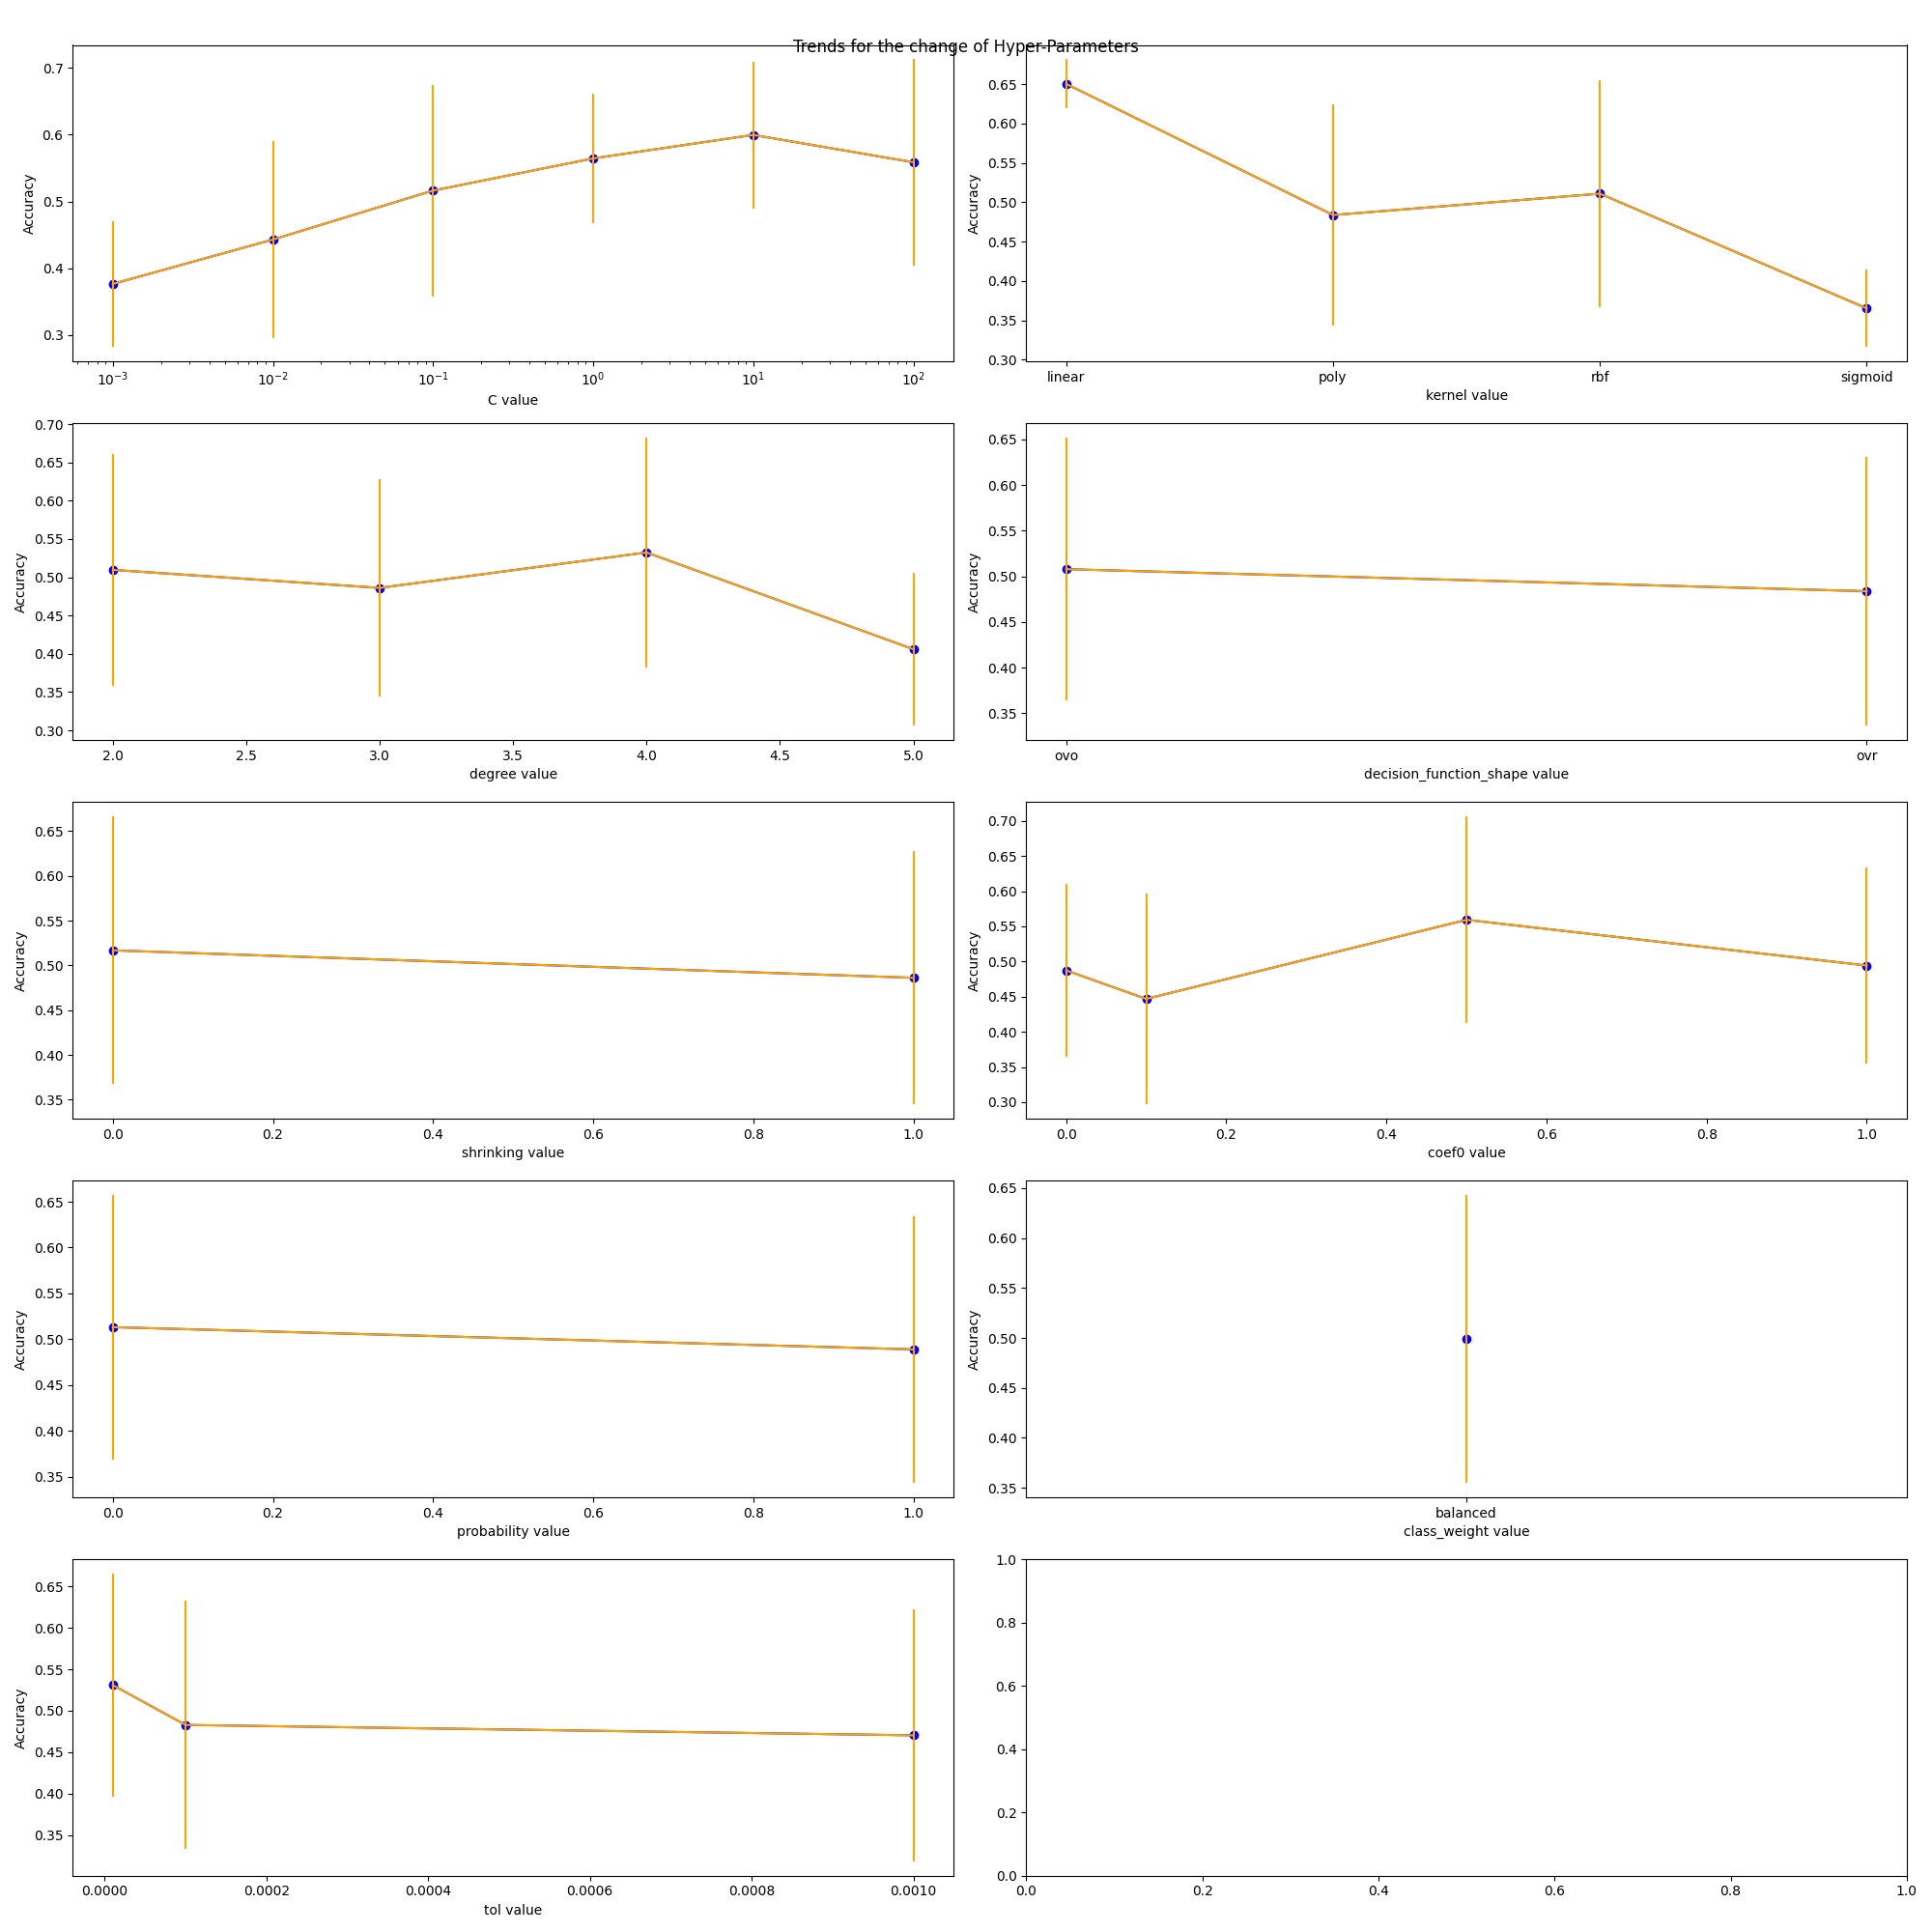 Trends for the change of Hyper-Parameters
0.7
0.6
0.5
0.4
0.3
Accuracy
10⁻³ 10⁻² 10⁻¹ 10⁰ 10¹ 10²
C value
0.65
0.60
0.55
0.50
0.45
0.40
0.35
0.30
Accuracy
linear poly rbf sigmoid
kernel value
0.70
0.65
0.60
0.55
0.50
0.45
0.40
0.35
0.30
Accuracy
2.0 2.5 3.0 3.5 4.0 4.5 5.0
degree value
0.65
0.60
0.55
0.50
0.45
0.40
0.35
Accuracy
ovo ovr
decision_function_shape value
0.65
0.60
0.55
0.50
0.45
0.40
0.35
Accuracy
0.0 0.2 0.4 0.6 0.8 1.0
shrinking value
0.70
0.65
0.60
0.55
0.50
0.45
0.40
0.35
0.30
Accuracy
0.0 0.2 0.4 0.6 0.8 1.0
coef0 value
0.65
0.60
0.55
0.50
0.45
0.40
0.35
Accuracy
0.0 0.2 0.4 0.6 0.8 1.0
probability value
0.65
0.60
0.55
0.50
0.45
0.40
0.35
Accuracy
balanced
class_weight value
0.65
0.60
0.55
0.50
0.45
0.40
0.35
Accuracy
0.0000 0.0002 0.0004 0.0006 0.0008 0.0010
tol value
1.0
0.8
0.6
0.4
0.2
0.0
0.0 0.2 0.4 0.6 0.8 1.0